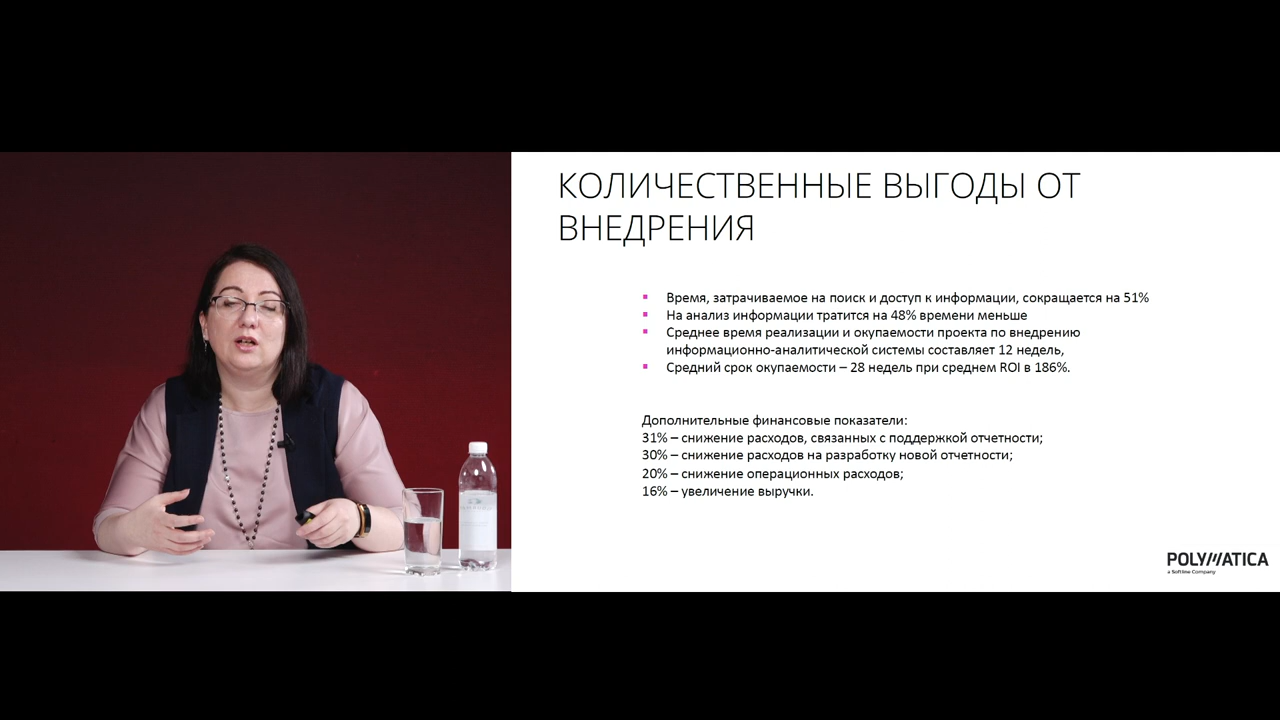 КОЛИЧЕСТВЕННЫЕ ВЫГОДЫ ОТ
ВНЕДРЕНИЯ
Время, затрачиваемое на поиск и доступ к информации, сокращается на 51%
На анализ информации тратится на 48% времени меньше
Среднее время реализации и окупаемости проекта по внедрению
информационно-аналитической системы составляет 12 недель,
Средний срок окупаемости – 28 недель при среднем ROI в 186%.
Дополнительные финансовые показатели:
31% – снижение расходов, связанных с поддержкой отчетности;
30% – снижение расходов на разработку новой отчетности;
20% – снижение операционных расходов;
16% – увеличение выручки.
POLYMATICA
a Softline Company